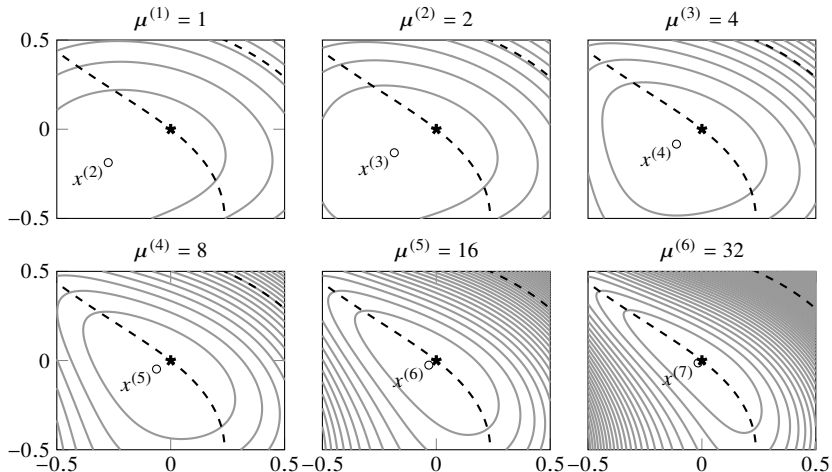 μ⁽¹⁾ = 1
μ⁽²⁾ = 2
μ⁽³⁾ = 4
0.5
0
−0.5
x⁽²⁾
x⁽³⁾
x⁽⁴⁾
μ⁽⁴⁾ = 8
μ⁽⁵⁾ = 16
μ⁽⁶⁾ = 32
0.5
0
−0.5
x⁽⁵⁾
x⁽⁶⁾
x⁽⁷⁾
−0.5 0 0.5
−0.5 0 0.5
−0.5 0 0.5